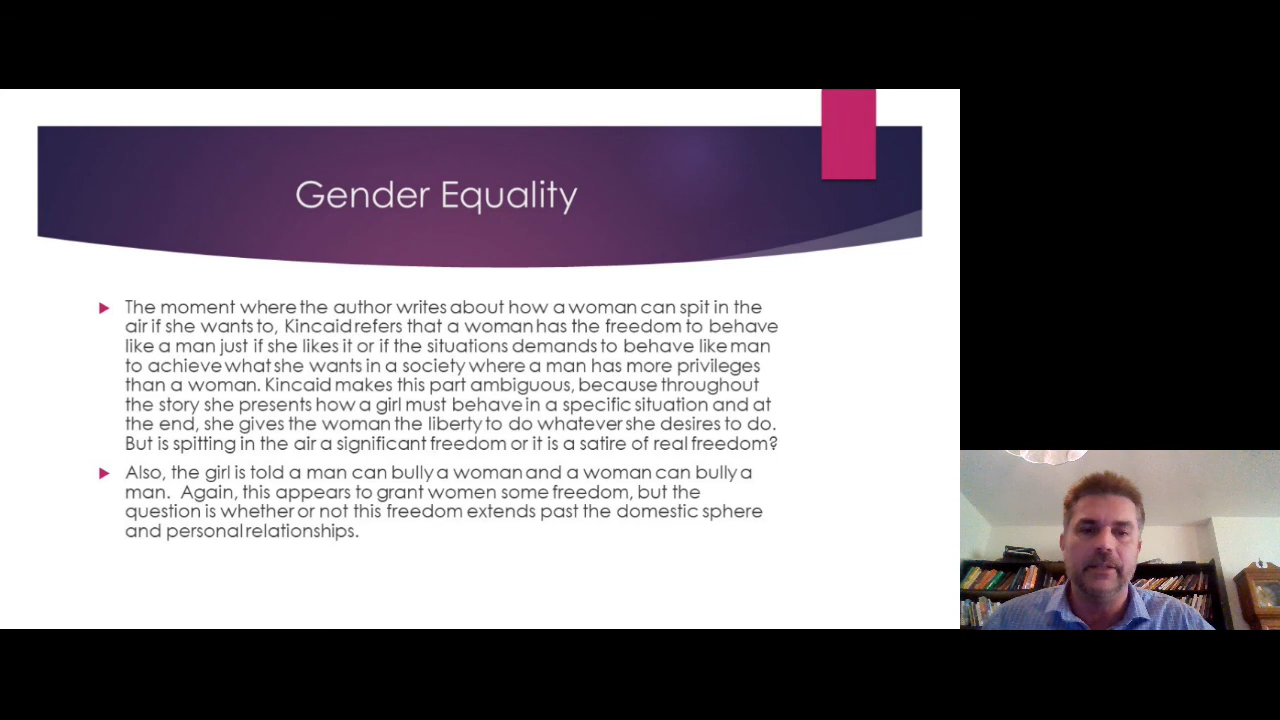 Gender Equality
The moment where the author writes about how a woman can spit in the
air if she wants to, Kincaid refers that a woman has the freedom to behave
like a man just if she likes it or if the situations demands to behave like man
to achieve what she wants in a society where a man has more privileges
than a woman. Kincaid makes this part ambiguous, because throughout
the story she presents how a girl must behave in a specific situation and at
the end, she gives the woman the liberty to do whatever she desires to do.
But is spitting in the air a significant freedom or it is a satire of real freedom?
Also, the girl is told a man can bully a woman and a woman can bully a
man. Again, this appears to grant women some freedom, but the
question is whether or not this freedom extends past the domestic sphere
and personal relationships.